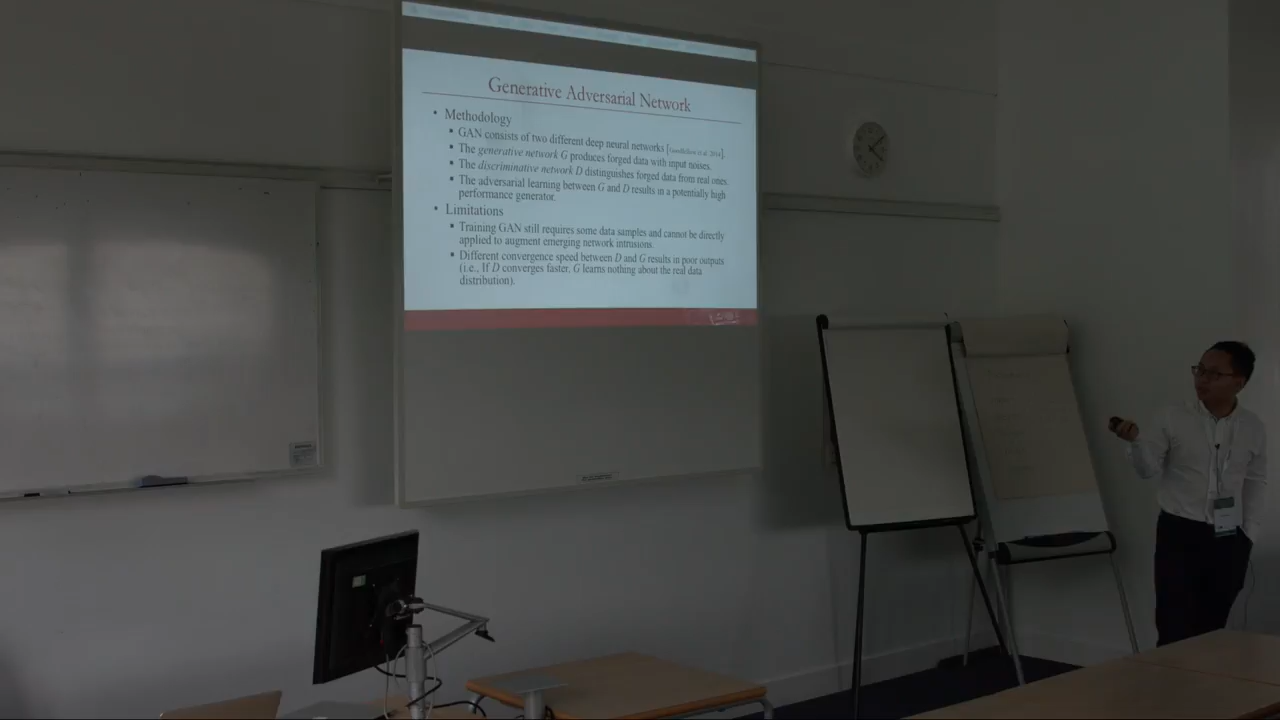 Generative Adversarial Network
• Methodology
▪ GAN consists of two different deep neural networks [Goodfellow et al. 2014].
▪ The generative network G produces forged data with input noises.
▪ The discriminative network D distinguishes forged data from real ones.
▪ The adversarial learning between G and D results in a potentially high
performance generator.
• Limitations
▪ Training GAN still requires some data samples and cannot be directly
applied to augment emerging network intrusions.
▪ Different convergence speed between D and G results in poor outputs
(i.e., If D converges faster, G learns nothing about the real data
distribution).